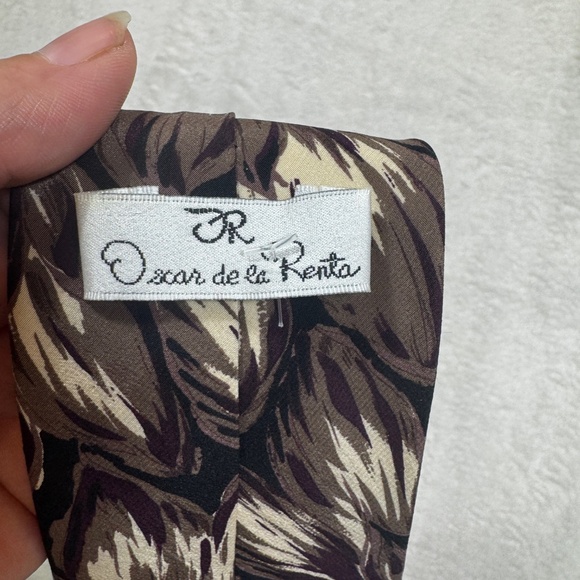 OR
Oscar de la Renta